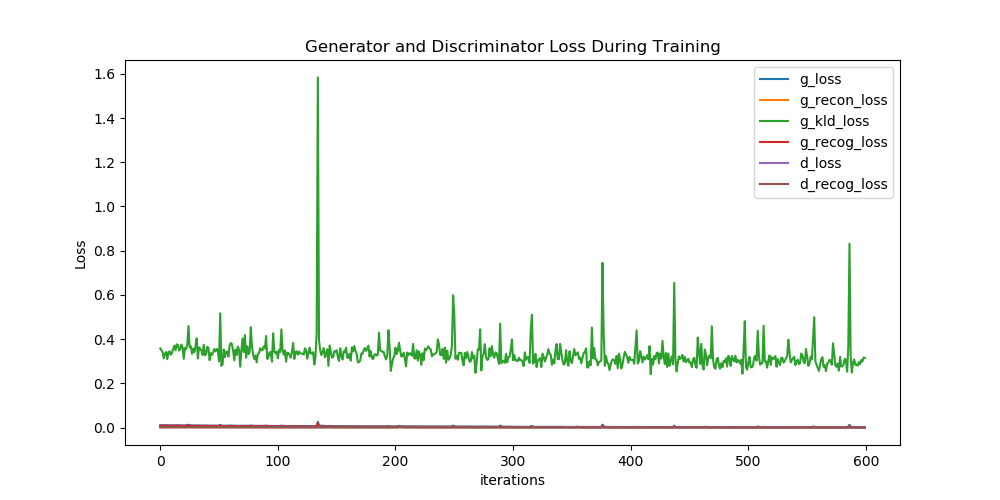 Generator and Discriminator Loss During Training
1.6
1.4
1.2
1.0
0.8
0.6
0.4
0.2
0.0
Loss
g_loss
g_recon_loss
g_kld_loss
g_recog_loss
d_loss
d_recog_loss
0 100 200 300 400 500 600
iterations